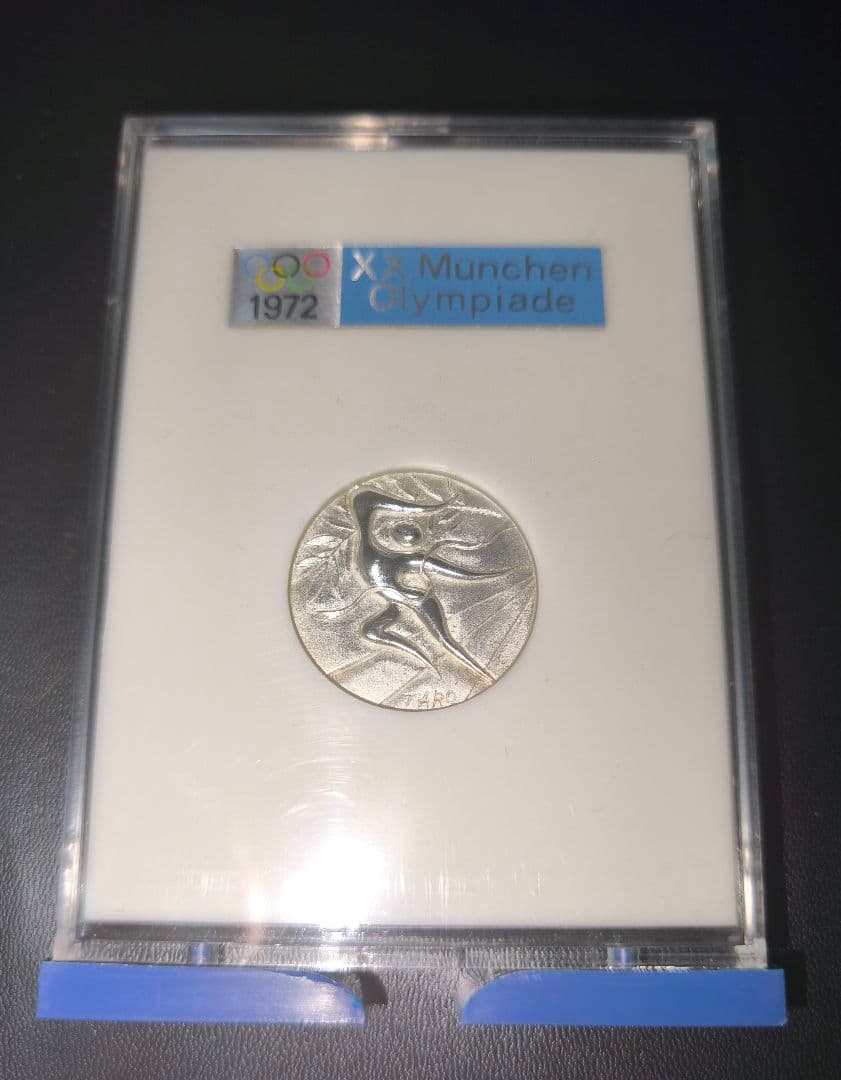 XX.München
Olympiade
1972
TARO